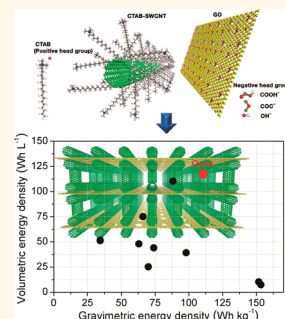 CTAB-SWCNT
GO
CTAB
(Positive head group)
Negative head grou
COOH⁻
COC⁻
OH⁻
Volumetric energy density (Wh L⁻¹)
150
125
100
75
50
25
0
0 25 50 75 100 125 150
Gravimetric energy density (Wh kg⁻¹)